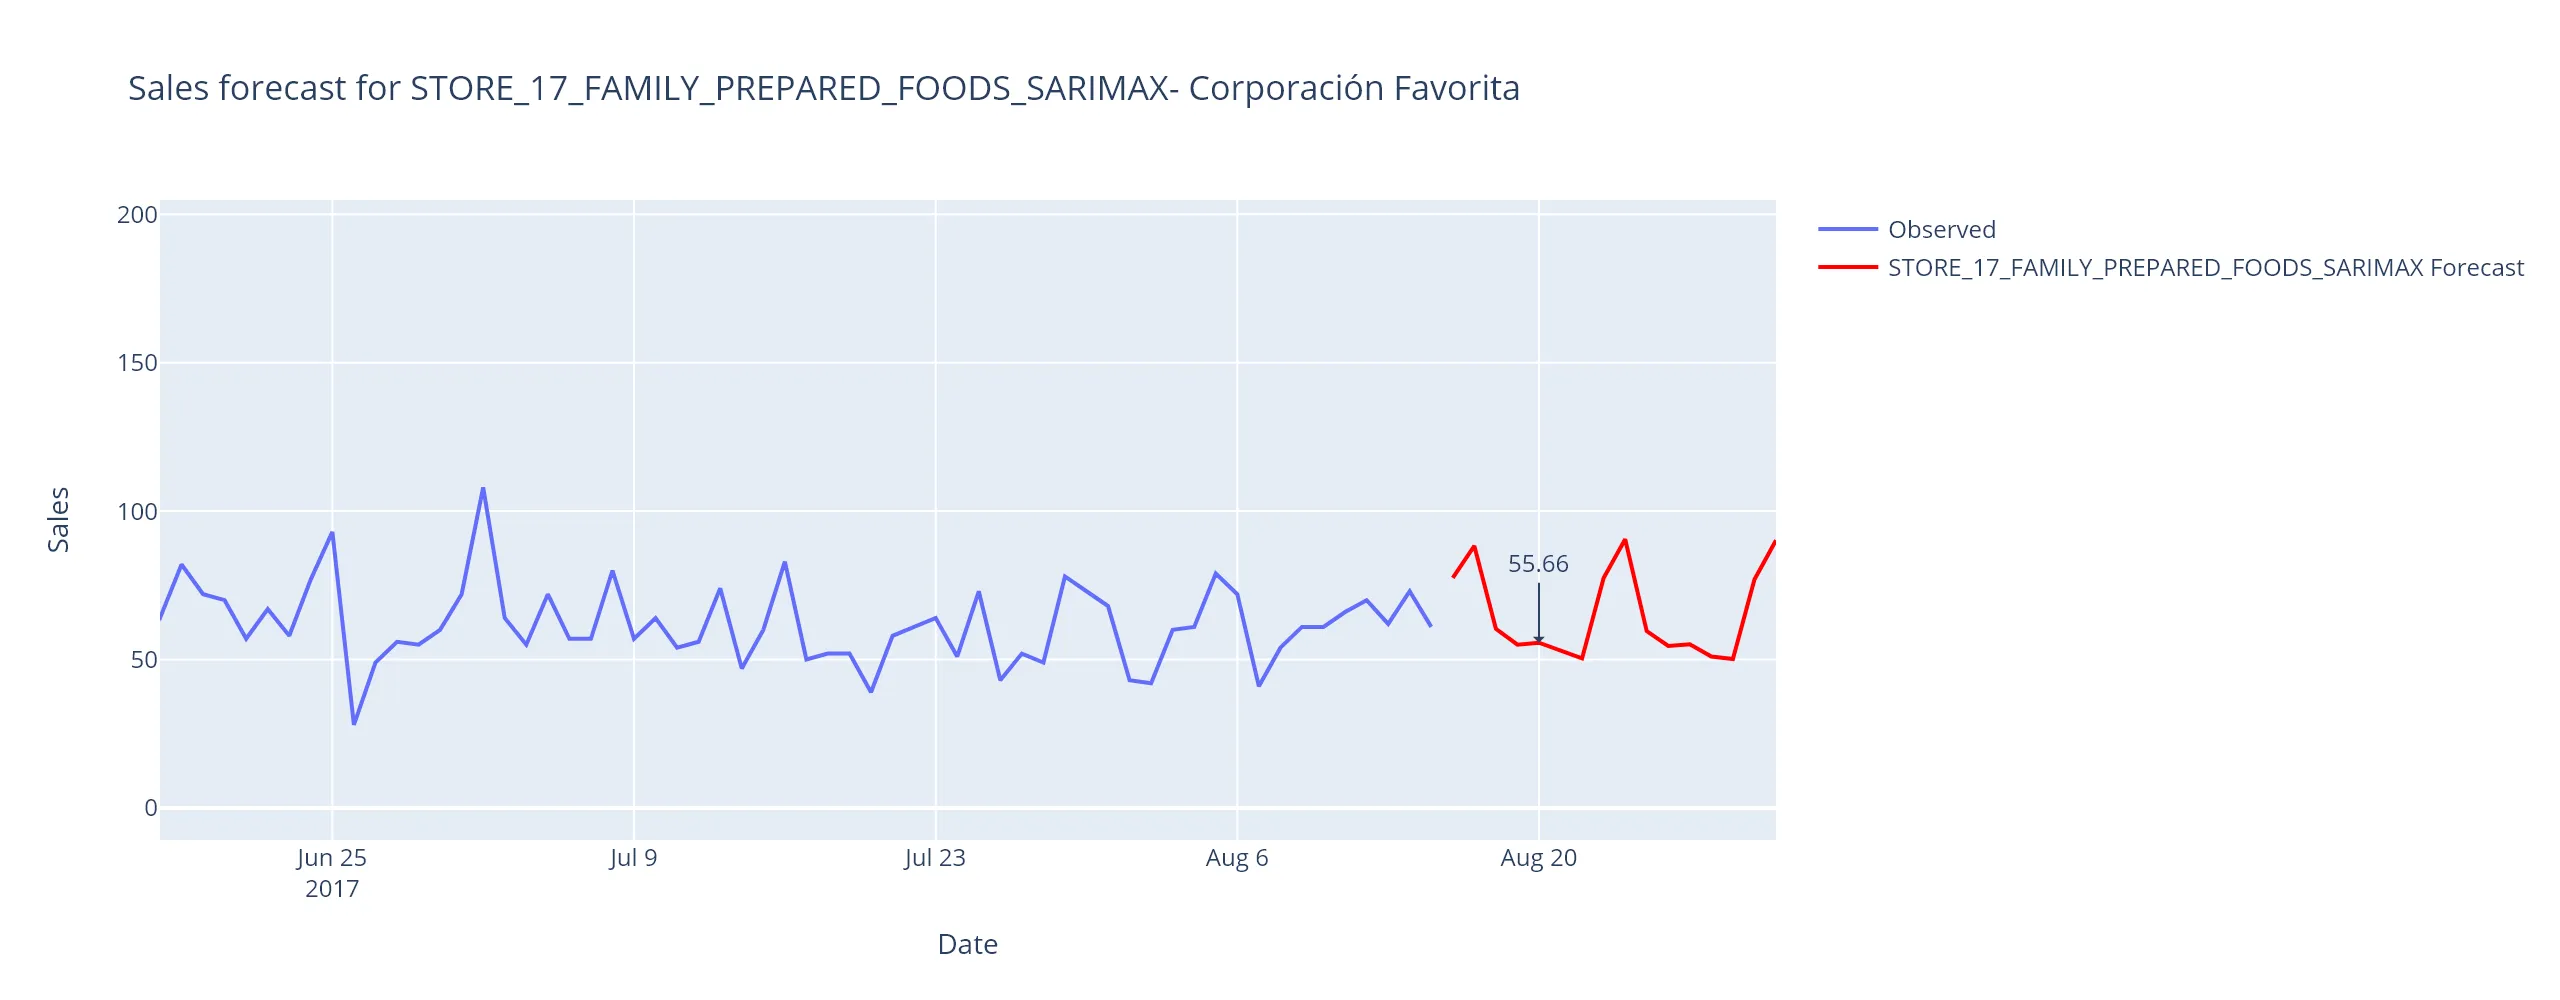 Sales forecast for STORE_17_FAMILY_PREPARED_FOODS_SARIMAX- Corporación Favorita
Observed
STORE_17_FAMILY_PREPARED_FOODS_SARIMAX Forecast
200
150
100
50
0
Sales
55.66
Jun 25
2017
Jul 9
Jul 23
Aug 6
Aug 20
Date